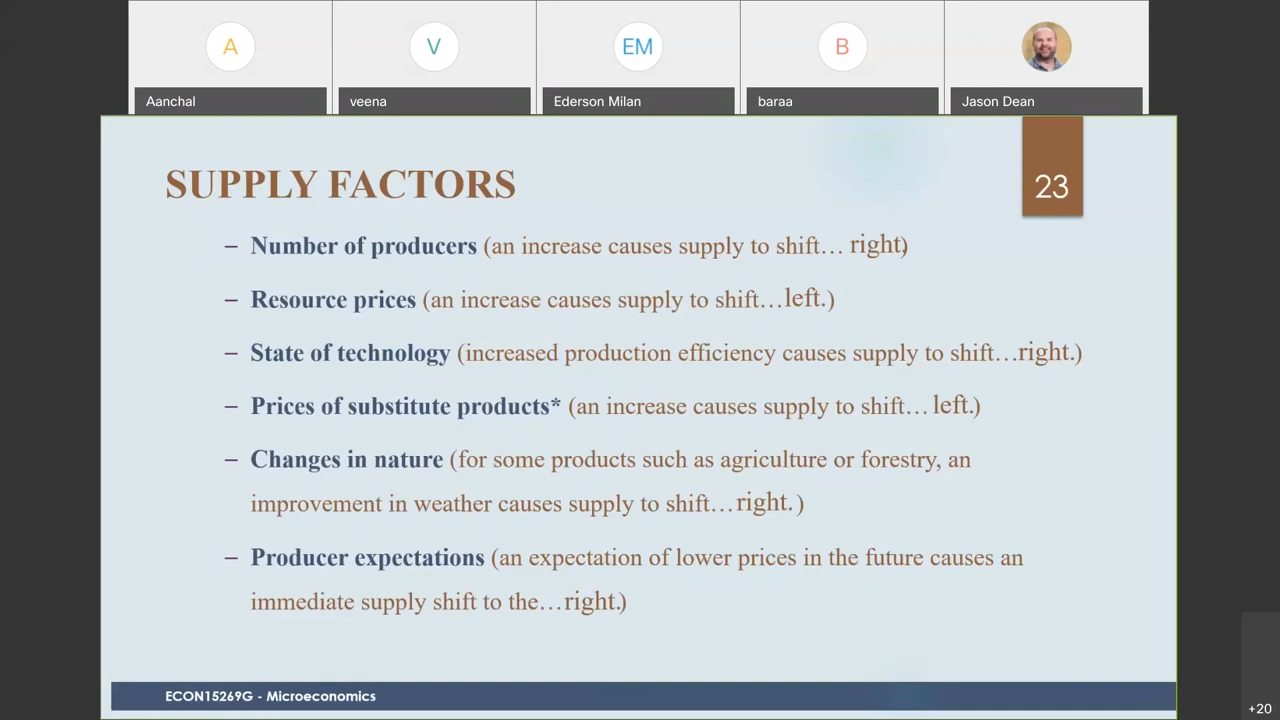 A
V
EM
B
Aanchal
veena
Ederson Milan
baraa
Jason Dean
SUPPLY FACTORS
23
– Number of producers (an increase causes supply to shift… right)
– Resource prices (an increase causes supply to shift…left.)
– State of technology (increased production efficiency causes supply to shift…right.)
– Prices of substitute products* (an increase causes supply to shift… left.)
– Changes in nature (for some products such as agriculture or forestry, an
improvement in weather causes supply to shift…right. )
– Producer expectations (an expectation of lower prices in the future causes an
immediate supply shift to the…right.)
ECON15269G - Microeconomics
+20